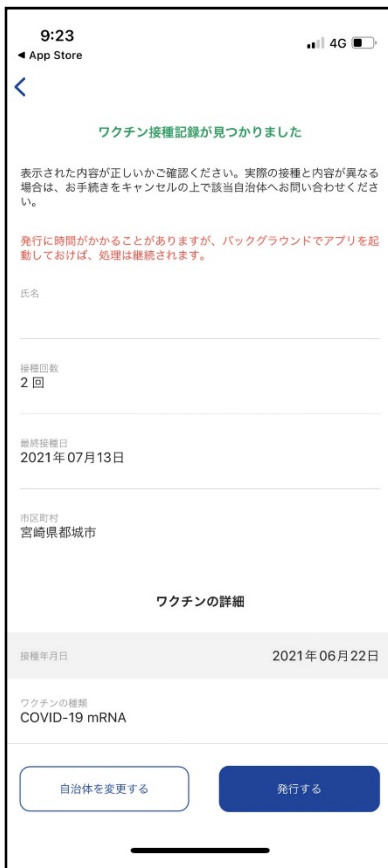 9:23
4G
◀ App Store
ワクチン接種記録が見つかりました
表示された内容が正しいかご確認ください。実際の接種と内容が異なる
場合は、お手続きをキャンセルの上で該当自治体へお問い合わせくださ
い。
発行に時間がかかることがありますが、バックグラウンドでアプリを起
動しておけば、処理は継続されます。
氏名
接種回数
2 回
最終接種日
2021年07月13日
市区町村
宮崎県都城市
ワクチンの詳細
接種年月日 2021年06月22日
ワクチンの種類
COVID-19 mRNA
自治体を変更する 発行する